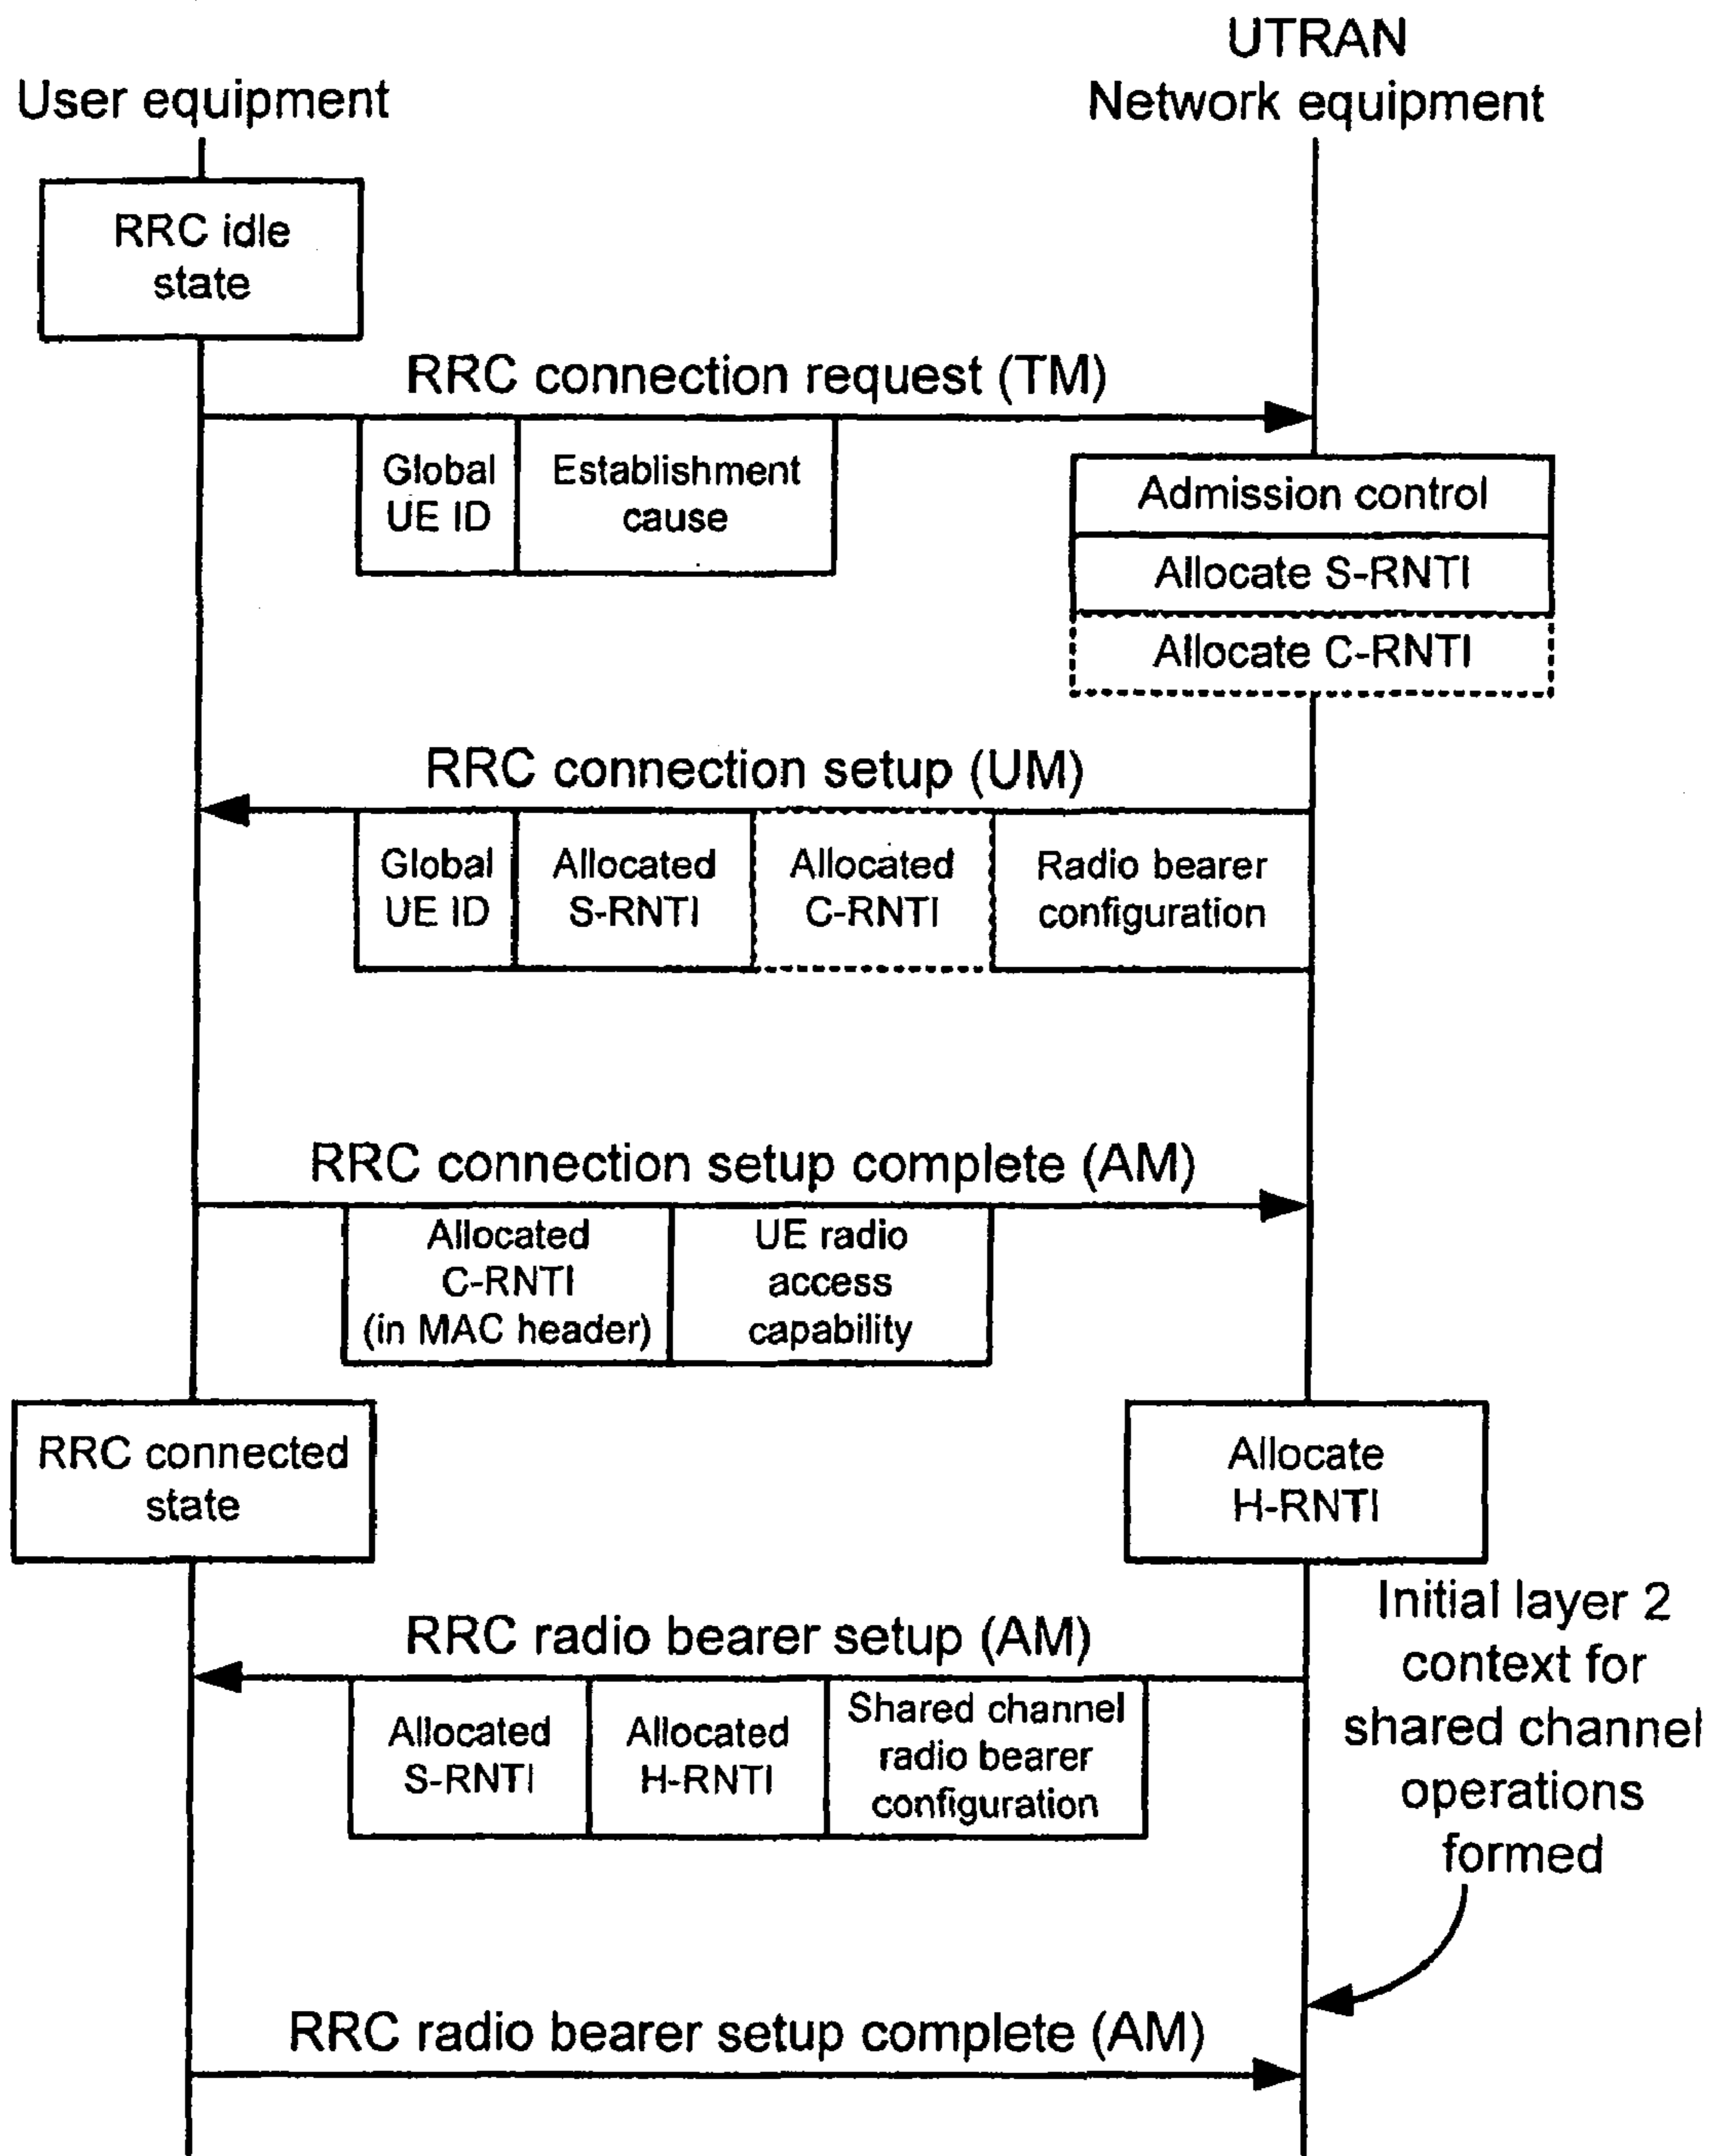 User equipment
UTRAN
Network equipment
RRC idle
state
RRC connection request (TM)
Global
UE ID
Establishment
cause
Admission control
Allocate S-RNTI
Allocate C-RNTI
RRC connection setup (UM)
Global
UE ID
Allocated
S-RNTI
Allocated
C-RNTI
Radio bearer
configuration
RRC connection setup complete (AM)
Allocated
C-RNTI
(in MAC header)
UE radio
access
capability
RRC connected
state
Allocate
H-RNTI
Initial layer 2
context for
shared channel
operations
formed
RRC radio bearer setup (AM)
Allocated
S-RNTI
Allocated
H-RNTI
Shared channel
radio bearer
configuration
RRC radio bearer setup complete (AM)